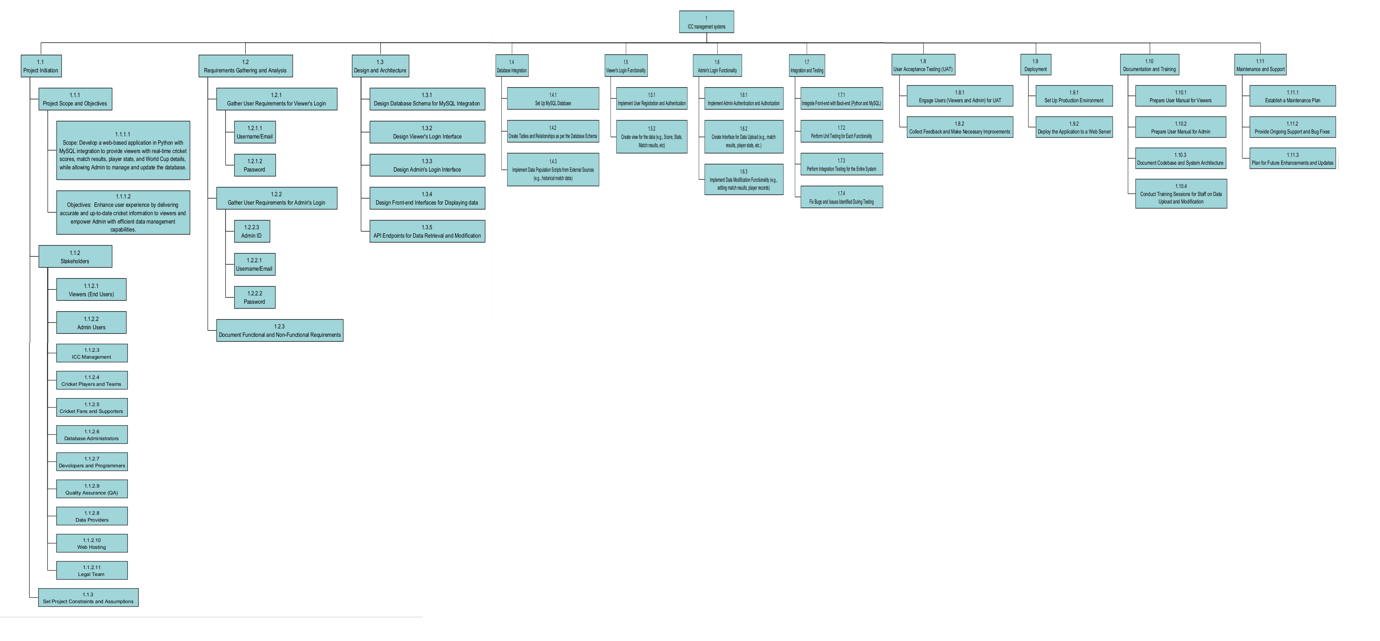 1
ICC management systems
1.1
Project Initiation
1.1.1
Project Scope and Objectives
1.1.1.1
Scope: Develop a web-based application in Python with
MySQL integration to provide viewers with real-time cricket
scores, match results, player stats, and World Cup details,
while allowing Admin to manage and update the database.
1.1.1.2
Objectives: Enhance user experience by delivering
accurate and up-to-date cricket information to viewers and
empower Admin with efficient data management
capabilities.
1.1.2
Stakeholders
1.1.2.1
Viewers (End Users)
1.1.2.2
Admin Users
1.1.2.3
ICC Management
1.1.2.4
Cricket Players and Teams
1.1.2.5
Cricket Fans and Supporters
1.1.2.6
Database Administrators
1.1.2.7
Developers and Programmers
1.1.2.9
Quality Assurance (QA)
1.1.2.8
Data Providers
1.1.2.10
Web Hosting
1.1.2.11
Legal Team
1.1.3
Set Project Constraints and Assumptions
1.2
Requirements Gathering and Analysis
1.2.1
Gather User Requirements for Viewer's Login
1.2.1.1
Username/Email
1.2.1.2
Password
1.2.2
Gather User Requirements for Admin's Login
1.2.2.3
Admin ID
1.2.2.1
Username/Email
1.2.2.2
Password
1.2.3
Document Functional and Non-Functional Requirements
1.3
Design and Architecture
1.3.1
Design Database Schema for MySQL Integration
1.3.2
Design Viewer's Login Interface
1.3.3
Design Admin's Login Interface
1.3.4
Design Front-end Interfaces for Displaying data
1.3.5
API Endpoints for Data Retrieval and Modification
1.4
Database Integration
1.4.1
Set Up MySQL Database
1.4.2
Create Tables and Relationships as per the Database Schema
1.4.3
Implement Data Population Scripts from External Sources
(e.g., historical match data)
1.5
Viewer's Login Functionality
1.5.1
Implement User Registration and Authentication
1.5.2
Create view for the data (e.g., Score, Stats,
Match results, etc)
1.6
Admin's Login Functionality
1.6.1
Implement Admin Authentication and Authorization
1.6.2
Create Interface for Data Upload (e.g., match
results, player stats, etc.)
1.6.3
Implement Data Modification Functionality (e.g.,
editing match results, player records)
1.7
Integration and Testing
1.7.1
Integrate Front-end with Back-end (Python and MySQL)
1.7.2
Perform Unit Testing for Each Functionality
1.7.3
Perform Integration Testing for the Entire System
1.7.4
Fix Bugs and Issues Identified During Testing
1.8
User Acceptance Testing (UAT)
1.8.1
Engage Users (Viewers and Admin) for UAT
1.8.2
Collect Feedback and Make Necessary Improvements
1.9
Deployment
1.9.1
Set Up Production Environment
1.9.2
Deploy the Application to a Web Server
1.10
Documentation and Training
1.10.1
Prepare User Manual for Viewers
1.10.2
Prepare User Manual for Admin
1.10.3
Document Codebase and System Architecture
1.10.4
Conduct Training Sessions for Staff on Data
Upload and Modification
1.11
Maintenance and Support
1.11.1
Establish a Maintenance Plan
1.11.2
Provide Ongoing Support and Bug Fixes
1.11.3
Plan for Future Enhancements and Updates